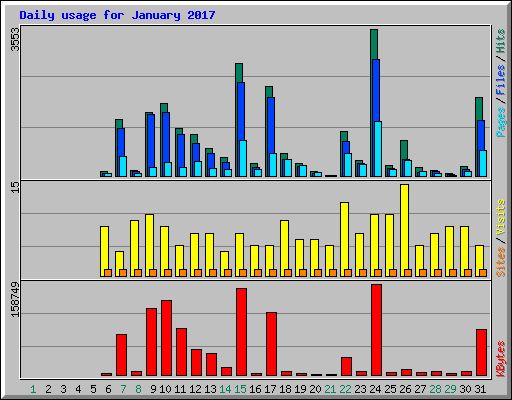 Daily usage for January 2017
3553
Pages / Files / Hits
15
Sites / Visits
158749
KBytes
1 2 3 4 5 6 7 8 9 10 11 12 13 14 15 16 17 18 19 20 21 22 23 24 25 26 27 28 29 30 31